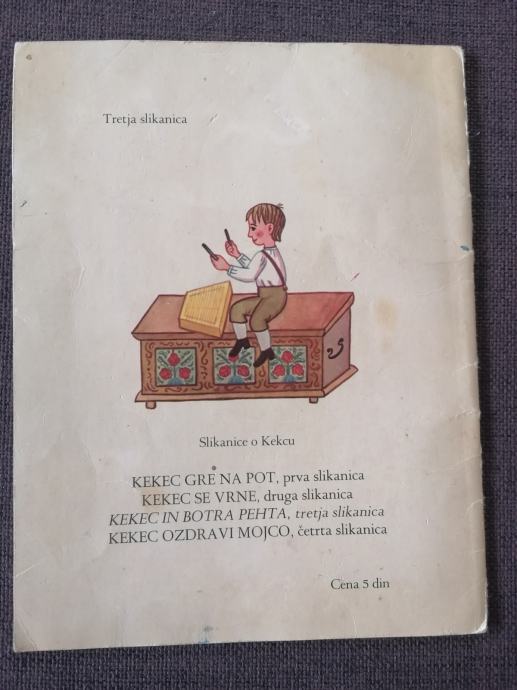 Tretja slikanica
Slikanice o Kekcu
KEKEC GRE NA POT, prva slikanica
KEKEC SE VRNE, druga slikanica
KEKEC IN BOTRA PEHTA, tretja slikanica
KEKEC OZDRAVI MOJCO, četrta slikanica
Cena 5 din